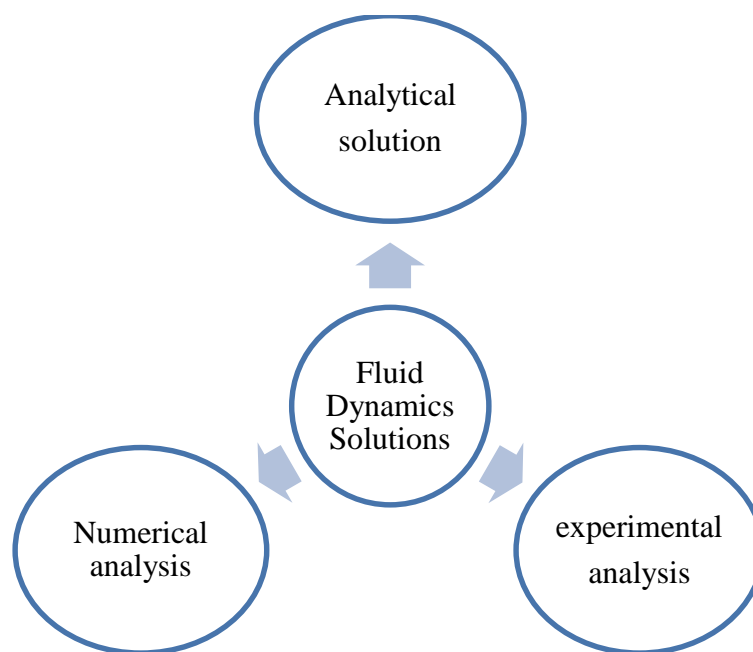 Analytical
solution
Fluid
Dynamics
Solutions
Numerical
analysis
experimental
analysis